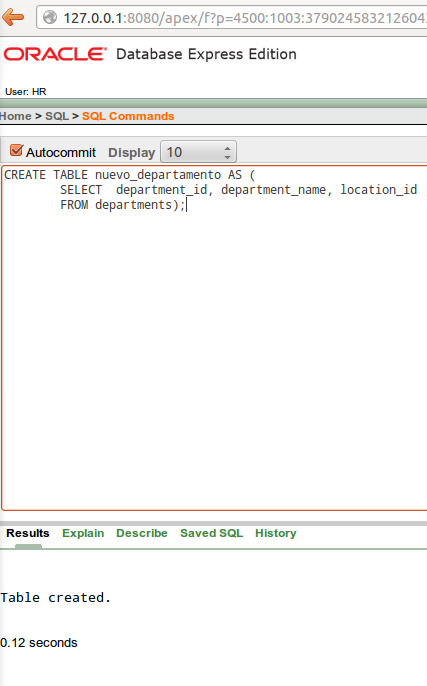 127.0.0.1:8080/apex/f?p=4500:1003:379024583212604
ORACLE® Database Express Edition
User: HR
Home > SQL > SQL Commands
Autocommit Display 10
CREATE TABLE nuevo_departamento AS (
SELECT department_id, department_name, location_id
FROM departments);
Results Explain Describe Saved SQL History
Table created.
0.12 seconds